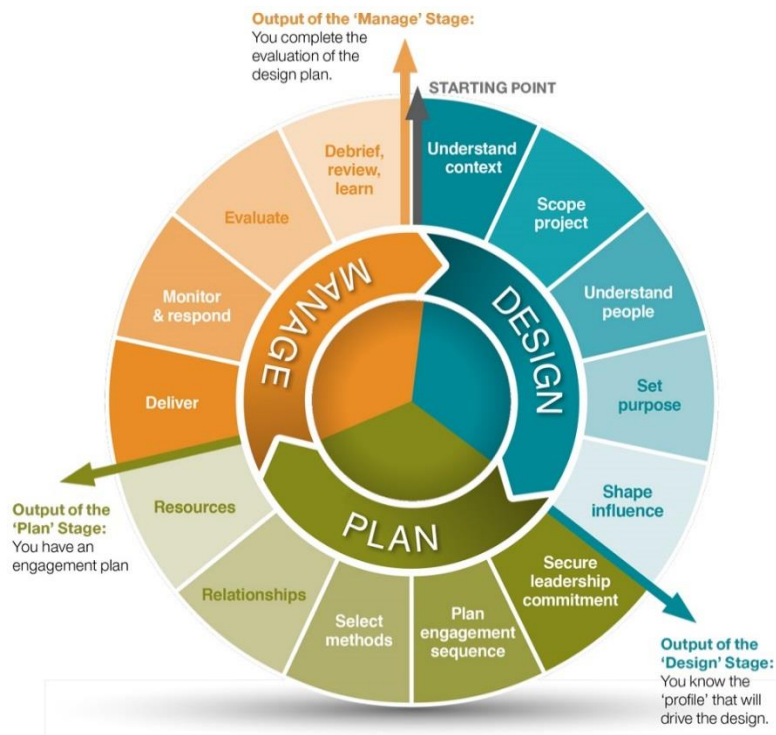 Output of the 'Manage' Stage:
You complete the
evaluation of the
design plan.
STARTING POINT
Understand
context
Scope
project
Understand
people
Set
purpose
Shape
influence
Secure
leadership
commitment
Plan
engagement
sequence
Select
methods
Relationships
Resources
Deliver
Monitor
& respond
Evaluate
Debrief,
review,
learn
DESIGN
PLAN
MANAGE
Output of the
'Design' Stage:
You know the
'profile' that will
drive the design.
Output of the
'Plan' Stage:
You have an
engagement plan